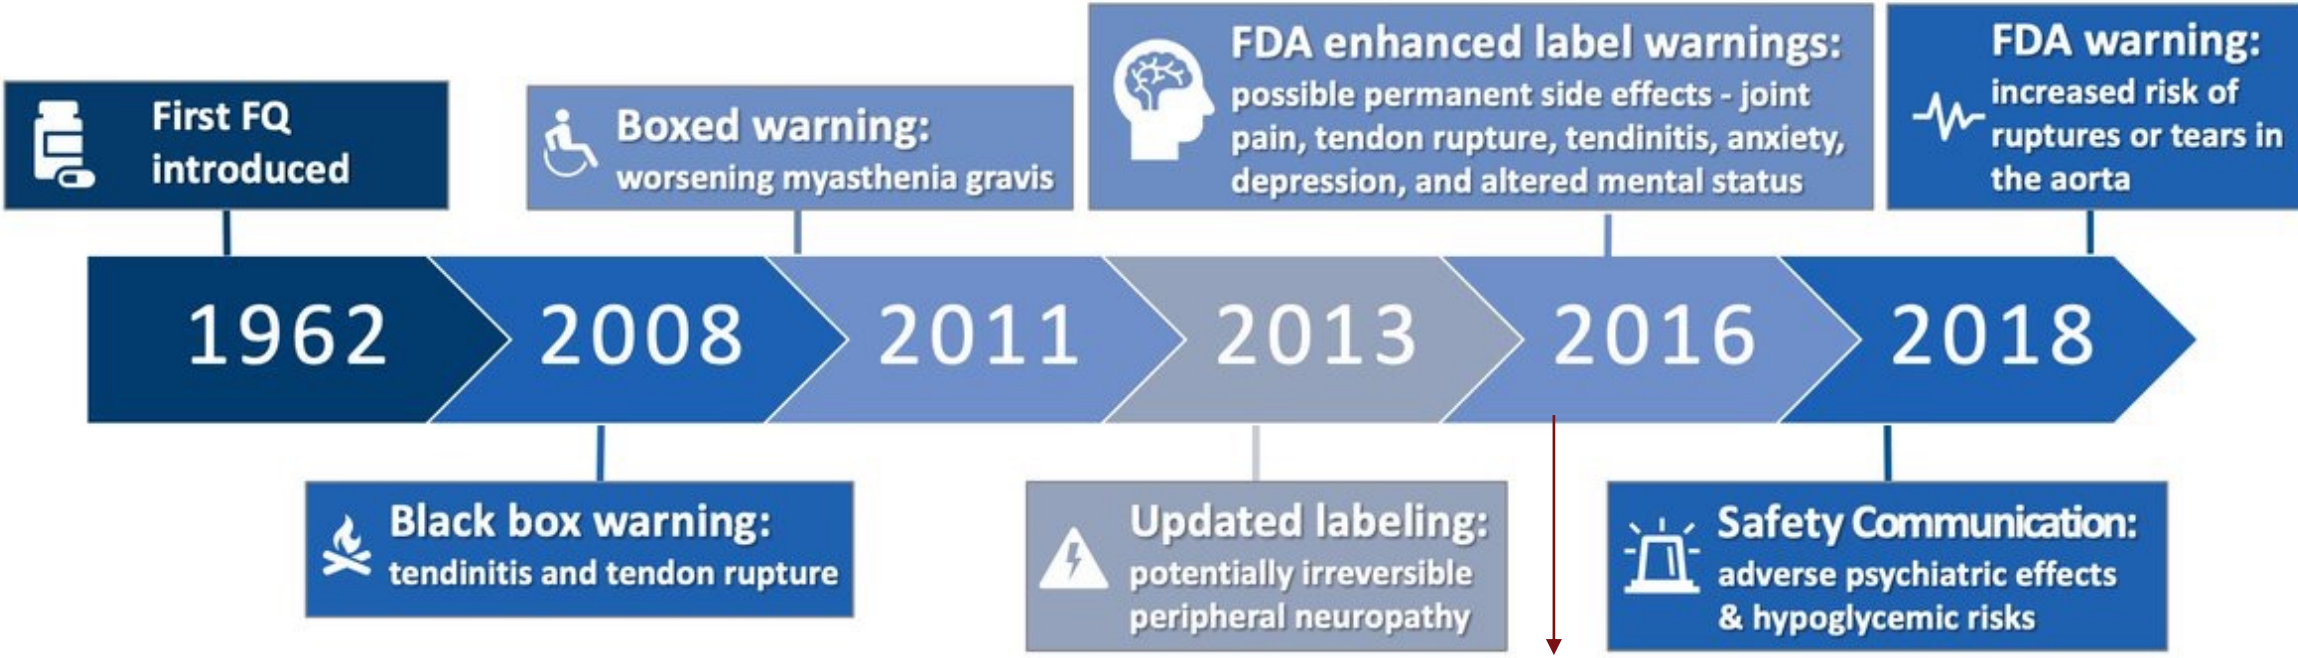 First FQ
introduced
Boxed warning:
worsening myasthenia gravis
FDA enhanced label warnings:
possible permanent side effects - joint
pain, tendon rupture, tendinitis, anxiety,
depression, and altered mental status
FDA warning:
increased risk of
ruptures or tears in
the aorta
1962
2008
2011
2013
2016
2018
Black box warning:
tendinitis and tendon rupture
Updated labeling:
potentially irreversible
peripheral neuropathy
Safety Communication:
adverse psychiatric effects
& hypoglycemic risks